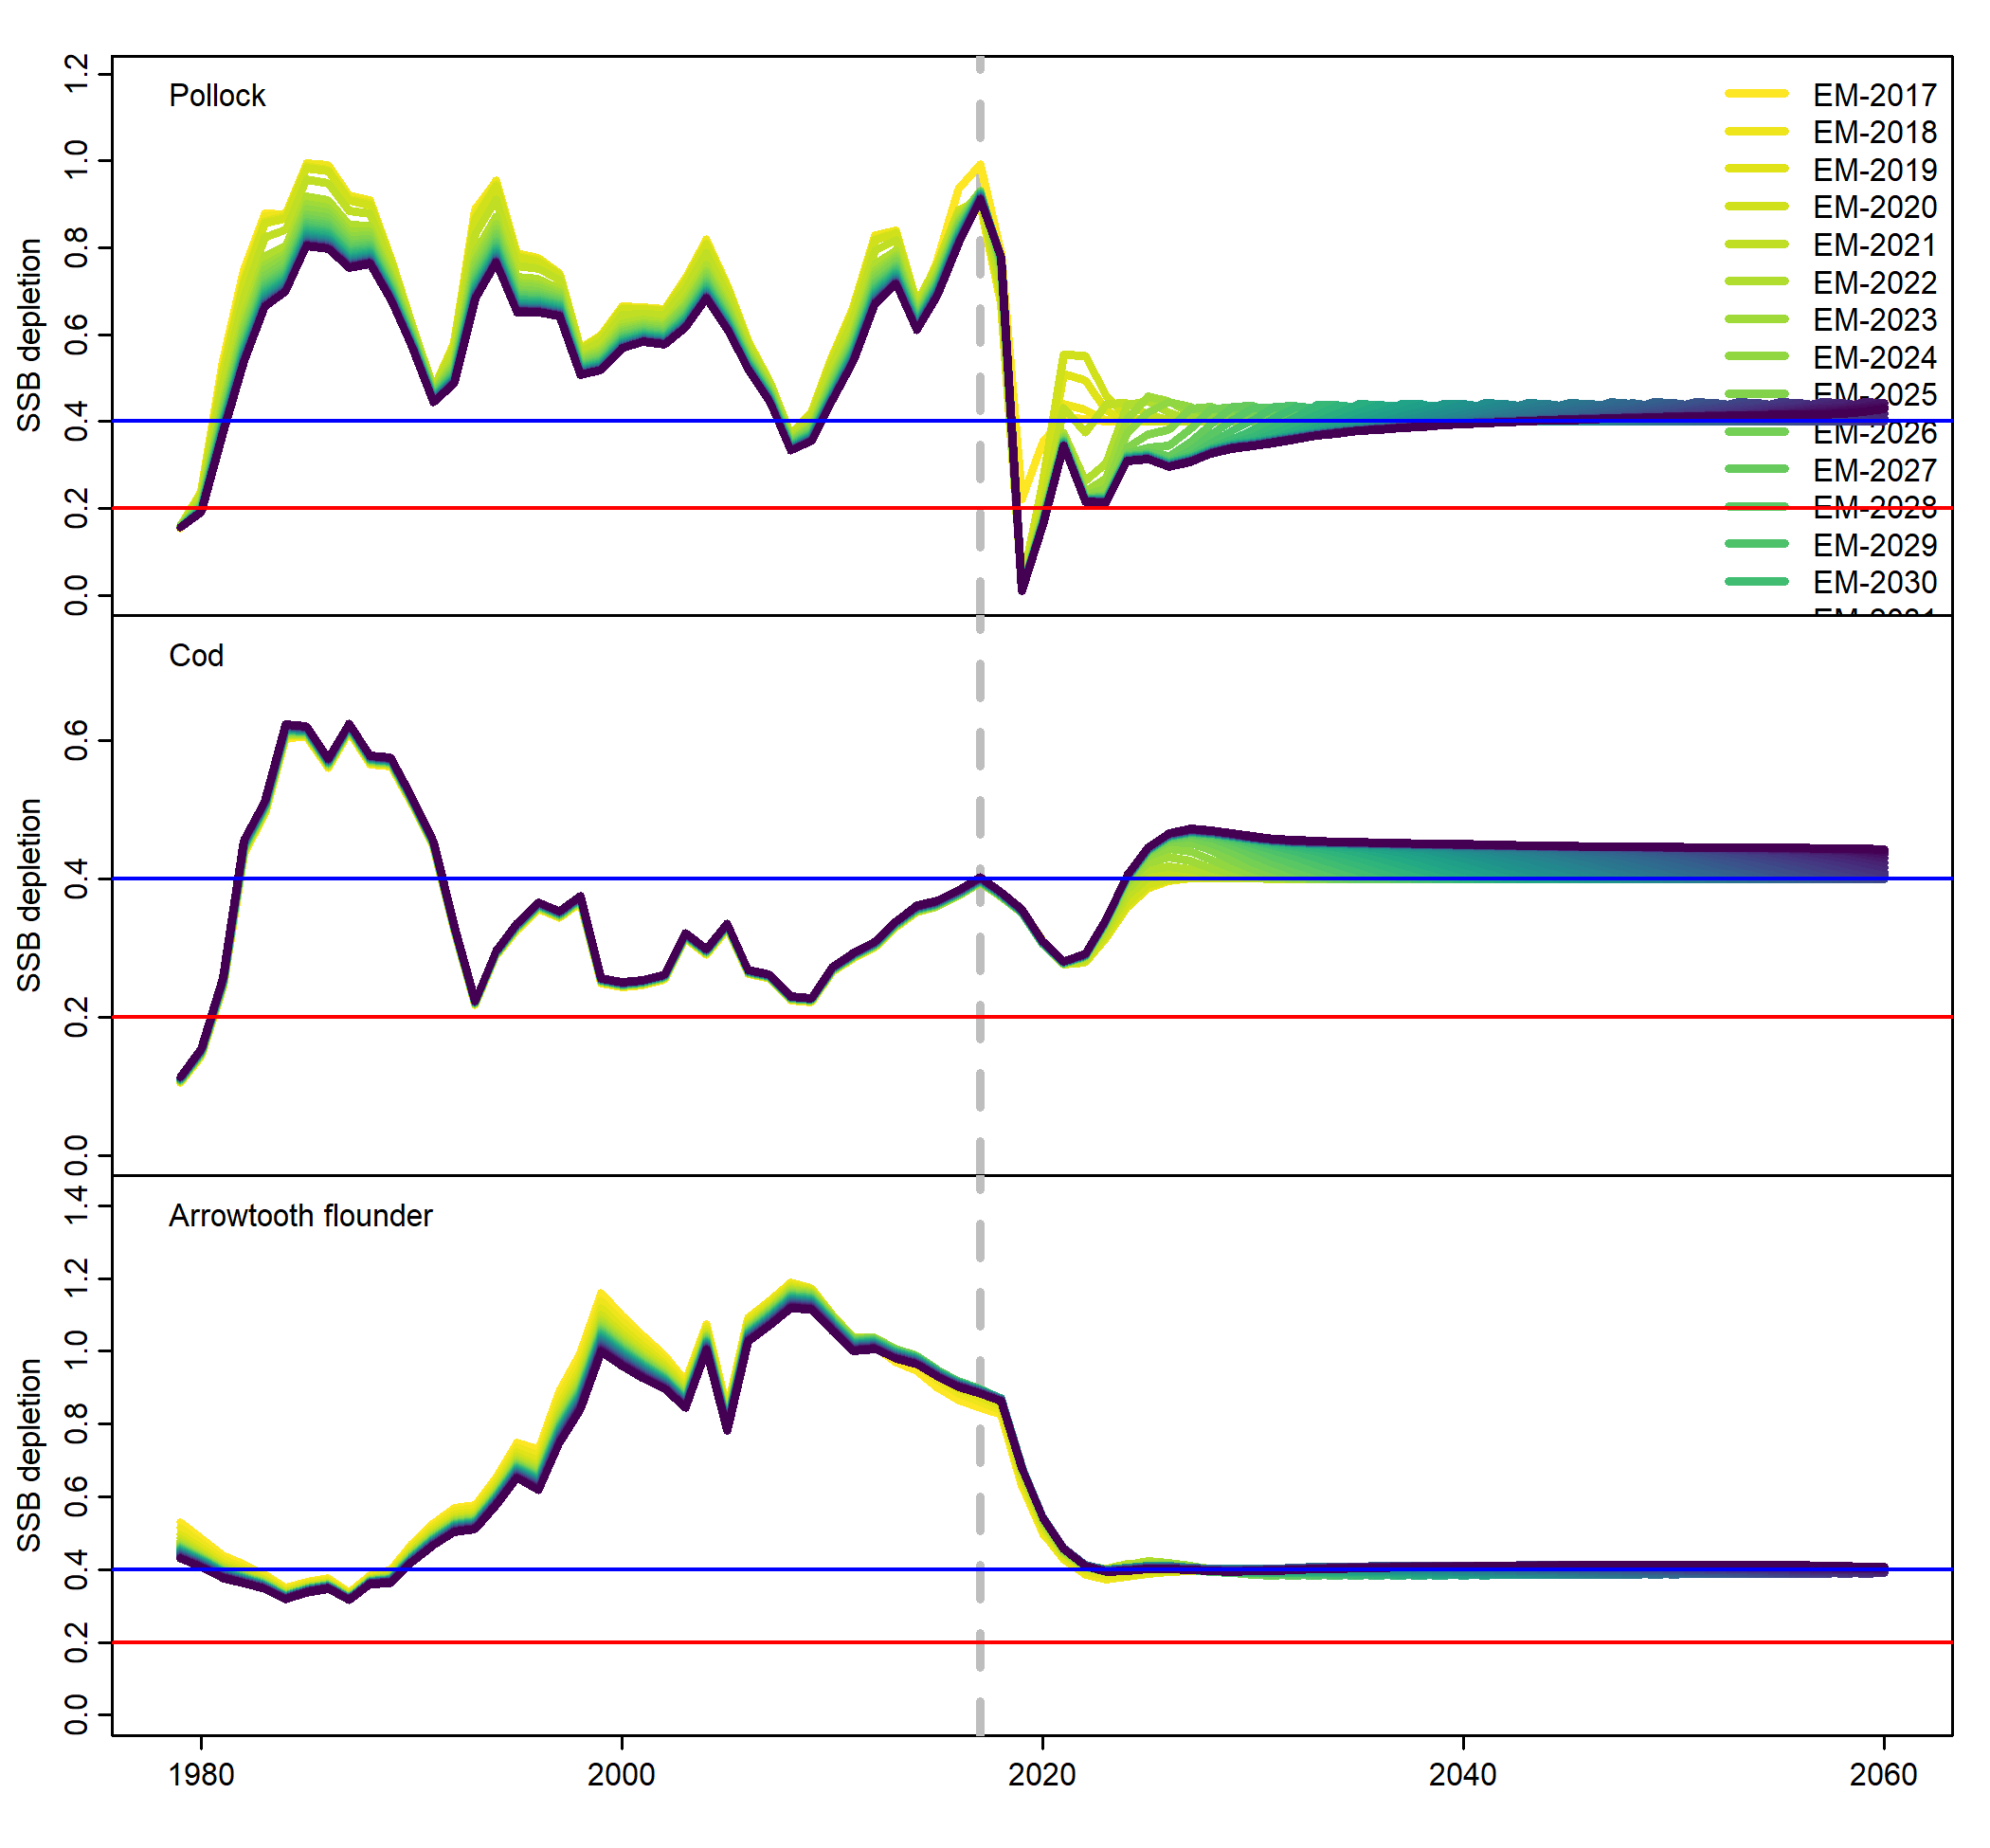 Pollock
SSB depletion
0.0 0.2 0.4 0.6 0.8 1.0 1.2
EM-2017
EM-2018
EM-2019
EM-2020
EM-2021
EM-2022
EM-2023
EM-2024
EM-2025
EM-2026
EM-2027
EM-2028
EM-2029
EM-2030
Cod
SSB depletion
0.0 0.2 0.4 0.6
Arrowtooth flounder
SSB depletion
0.0 0.2 0.4 0.6 0.8 1.0 1.2 1.4
1980 2000 2020 2040 2060